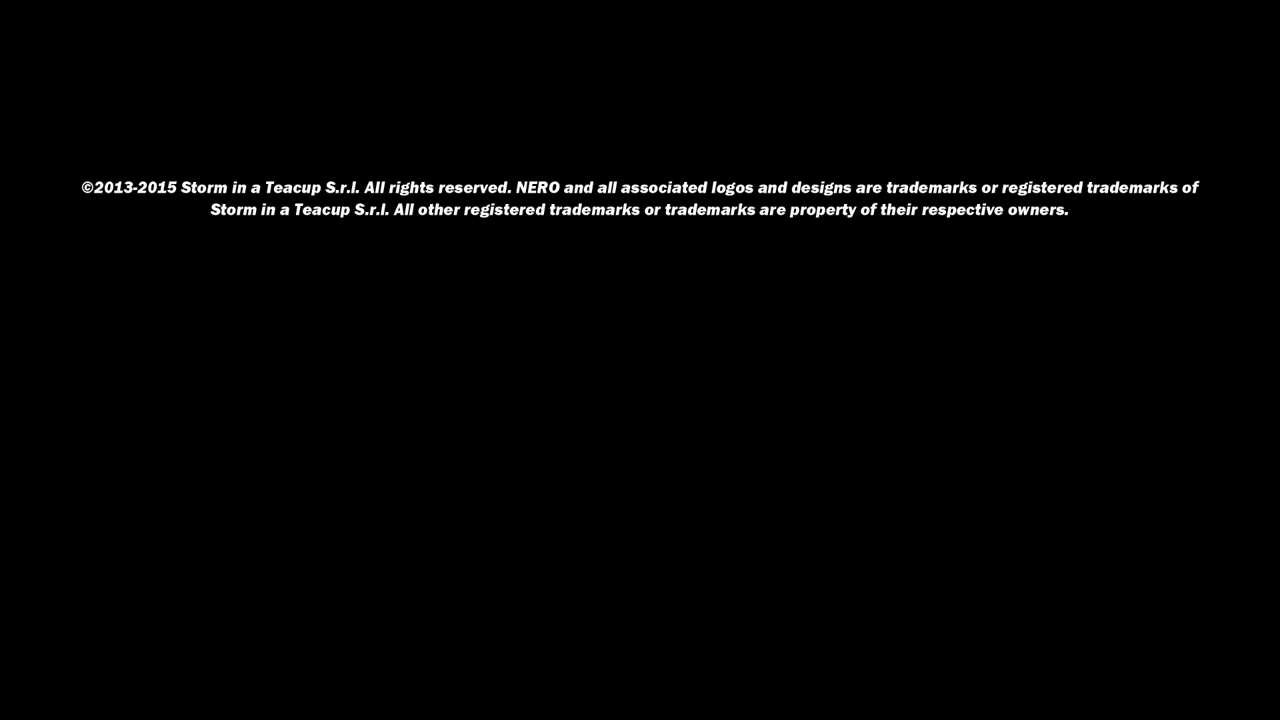 ©2013-2015 Storm in a Teacup S.r.l. All rights reserved. NERO and all associated logos and designs are trademarks or registered trademarks of
Storm in a Teacup S.r.l. All other registered trademarks or trademarks are property of their respective owners.